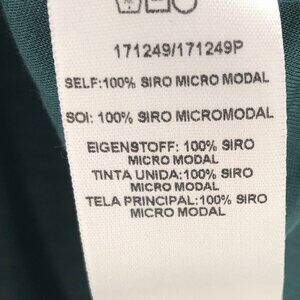 171249/171249P
SELF:100% SIRO MICRO MODAL
SOI: 100% SIRO MICROMODAL
EIGENSTOFF: 100% SIRO
MICRO MODAL
TINTA UNIDA: 100% SIRO
MICRO MODAL
TELA PRINCIPAL: 100% SIRO
MICRO MODAL